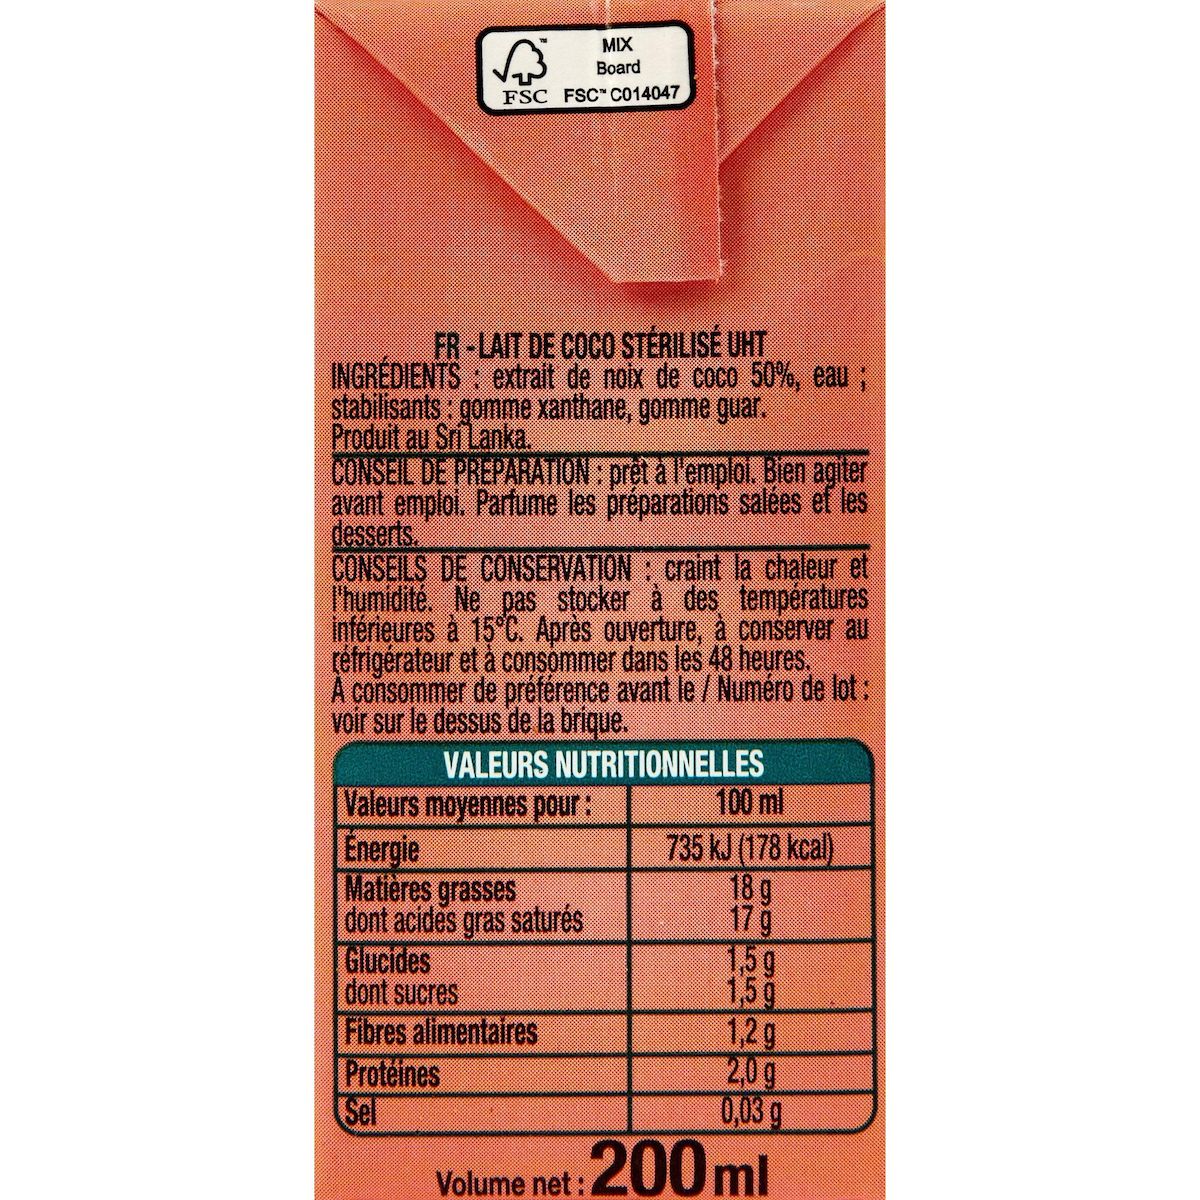 MIX
Board
FSC FSC™ C014047
FR - LAIT DE COCO STÉRILISÉ UHT
INGRÉDIENTS : extrait de noix de coco 50%, eau ;
stabilisants : gomme xanthane, gomme guar.
Produit au Sri Lanka.
CONSEIL DE PRÉPARATION : prêt à l'emploi. Bien agiter
avant emploi. Parfume les préparations salées et les
desserts.
CONSEILS DE CONSERVATION : craint la chaleur et
l'humidité. Ne pas stocker à des températures
inférieures à 15°C. Après ouverture, à conserver au
réfrigérateur et à consommer dans les 48 heures.
A consommer de préférence avant le / Numéro de lot :
voir sur le dessus de la brique.
VALEURS NUTRITIONNELLES
Valeurs moyennes pour : 100 ml
Énergie 735 kJ (178 kcal)
Matières grasses 18 g
dont acides gras saturés 17 g
Glucides 1,5 g
dont sucres 1,5 g
Fibres alimentaires 1,2 g
Protéines 2,0 g
Sel 0,03 g
Volume net : 200 ml